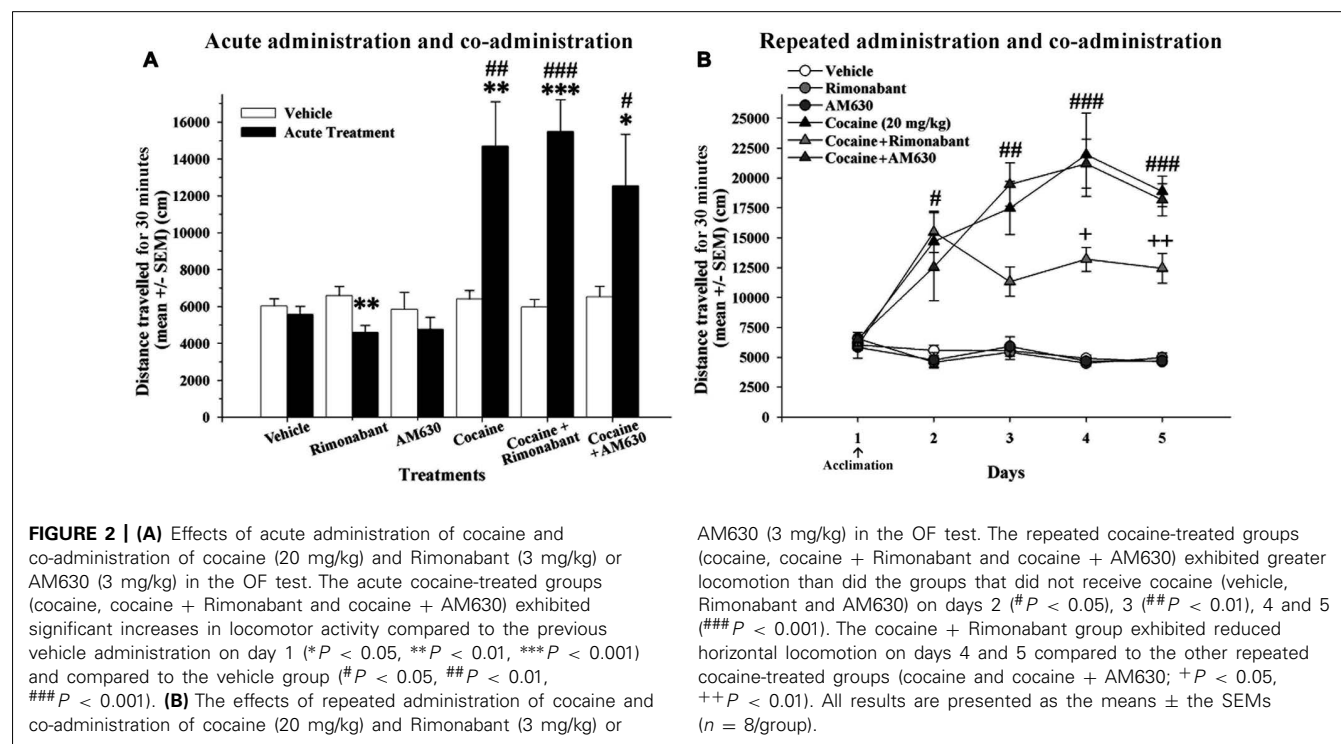 Acute administration and co-administration
A
## ### #
** *** *
Vehicle
Acute Treatment
**
Distance travelled for 30 minutes
(mean +/- SEM) (cm)
16000
14000
12000
10000
8000
6000
4000
2000
0
Vehicle
Rimonabant
AM630
Cocaine
Cocaine +
Rimonabant
Cocaine
+AM630
Treatments
Repeated administration and co-administration
B
Vehicle
Rimonabant
AM630
Cocaine (20 mg/kg)
Cocaine+Rimonabant
Cocaine+AM630
#
##
###
###
+
++
Distance travelled for 30 minutes
(mean +/- SEM) (cm)
25000
22500
20000
17500
15000
12500
10000
7500
5000
2500
0
1 2 3 4 5
↑
Acclimation
Days
FIGURE 2 | (A) Effects of acute administration of cocaine and
co-administration of cocaine (20 mg/kg) and Rimonabant (3 mg/kg) or
AM630 (3 mg/kg) in the OF test. The acute cocaine-treated groups
(cocaine, cocaine + Rimonabant and cocaine + AM630) exhibited
significant increases in locomotor activity compared to the previous
vehicle administration on day 1 (*P < 0.05, **P < 0.01, ***P < 0.001)
and compared to the vehicle group (#P < 0.05, ##P < 0.01,
###P < 0.001). (B) The effects of repeated administration of cocaine and
co-administration of cocaine (20 mg/kg) and Rimonabant (3 mg/kg) or
AM630 (3 mg/kg) in the OF test. The repeated cocaine-treated groups
(cocaine, cocaine + Rimonabant and cocaine + AM630) exhibited greater
locomotion than did the groups that did not receive cocaine (vehicle,
Rimonabant and AM630) on days 2 (#P < 0.05), 3 (##P < 0.01), 4 and 5
(###P < 0.001). The cocaine + Rimonabant group exhibited reduced
horizontal locomotion on days 4 and 5 compared to the other repeated
cocaine-treated groups (cocaine and cocaine + AM630; +P < 0.05,
++P < 0.01). All results are presented as the means ± the SEMs
(n = 8/group).